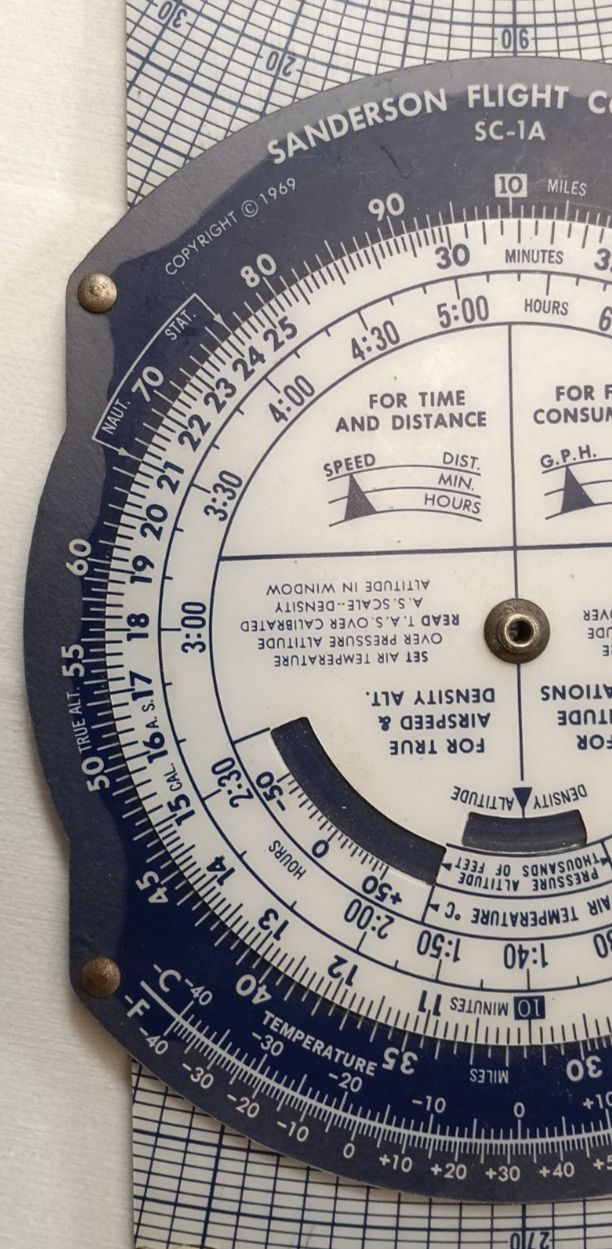 30
20
90
SANDERSON FLIGHT
SC-1A
COPYRIGHT © 1969
10 MILES
90
80
70
60
55
50
45
40
35
30
STAT.
NAUT.
TRUE ALT.
30 MINUTES
25
24
23
22
21
20
19
18
17
16
15
14
13
12
11
10 MINUTES
CAL. A.S.
MILES
HOURS
5:00
4:30
4:00
3:30
3:00
2:30
2:00
1:50
1:40
HOURS
FOR TIME
AND DISTANCE
SPEED
DIST.
MIN.
HOURS
G.P.H.
SET AIR TEMPERATURE
OVER PRESSURE ALTITUDE
READ T.A.S. OVER CALIBRATED
A.S. SCALE--DENSITY
ALTITUDE IN WINDOW
FOR TRUE
AIRSPEED &
DENSITY ALT.
DENSITY ALTITUDE
PRESSURE ALTITUDE
THOUSANDS OF FEET
AIR TEMPERATURE °C
-50
0
+50
TEMPERATURE
°C -40 -30 -20 -10 0 +10
°F -40 -30 -20 -10 0 +10 +20 +30 +40
270